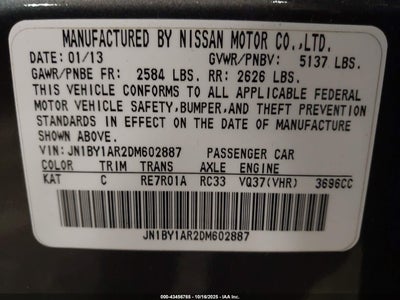 MANUFACTURED BY NISSAN MOTOR CO.,LTD.
DATE: 01/13 GVWR/PNBV: 5137 LBS.
GAWR/PNBE FR: 2584 LBS. RR: 2626 LBS.
THIS VEHICLE CONFORMS TO ALL APPLICABLE FEDERAL
MOTOR VEHICLE SAFETY, BUMPER, AND THEFT PREVENTION
STANDARDS IN EFFECT ON THE DATE OF MANUFACTURE
SHOWN ABOVE.
VIN: JN1BY1AR2DM602887 PASSENGER CAR
COLOR TRIM TRANS AXLE ENGINE
KAT C RE7R01A RC33 VQ37(VHR) 3696CC
JN1BY1AR2DM602887
000-43456765 - 10/16/2025 - IAAI.COM